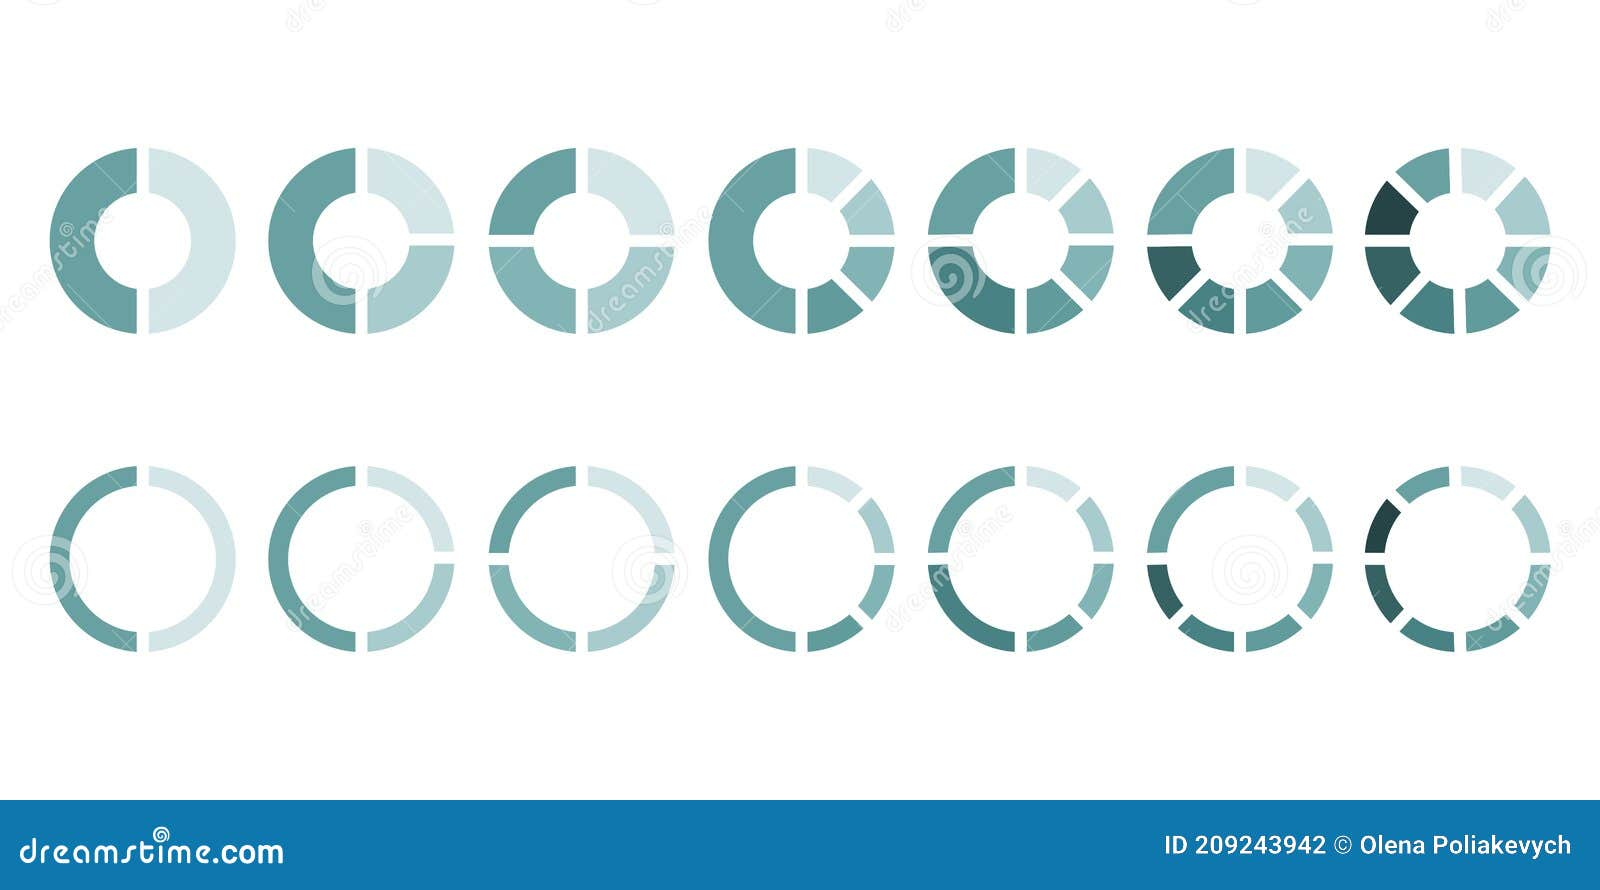 dreamstime.com
ID 209243942 © Olena Poliakevych